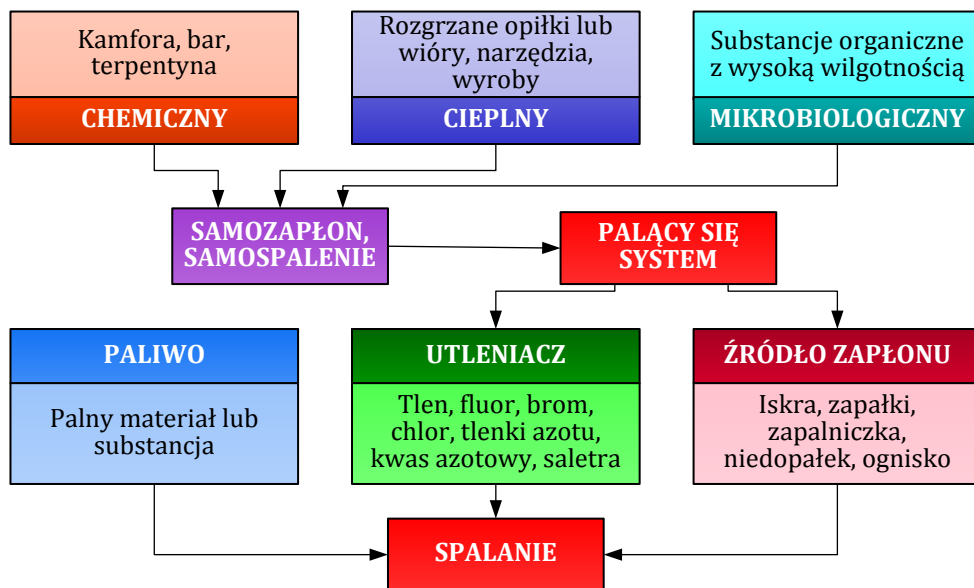 Kamfora, bar,
terpentyna
CHEMICZNY
Rozgrzane opiłki lub
wióry, narzędzia,
wyroby
CIEPLNY
Substancje organiczne
z wysoką wilgotnością
MIKROBIOLOGICZNY
SAMOZAPŁON,
SAMOSPALENIE
PALĄCY SIĘ
SYSTEM
PALIWO
Palny materiał lub
substancja
UTLENIACZ
Tlen, fluor, brom,
chlor, tlenki azotu,
kwas azotowy, saletra
ŹRÓDŁO ZAPŁONU
Iskra, zapałki,
zapalniczka,
niedopałek, ognisko
SPALANIE